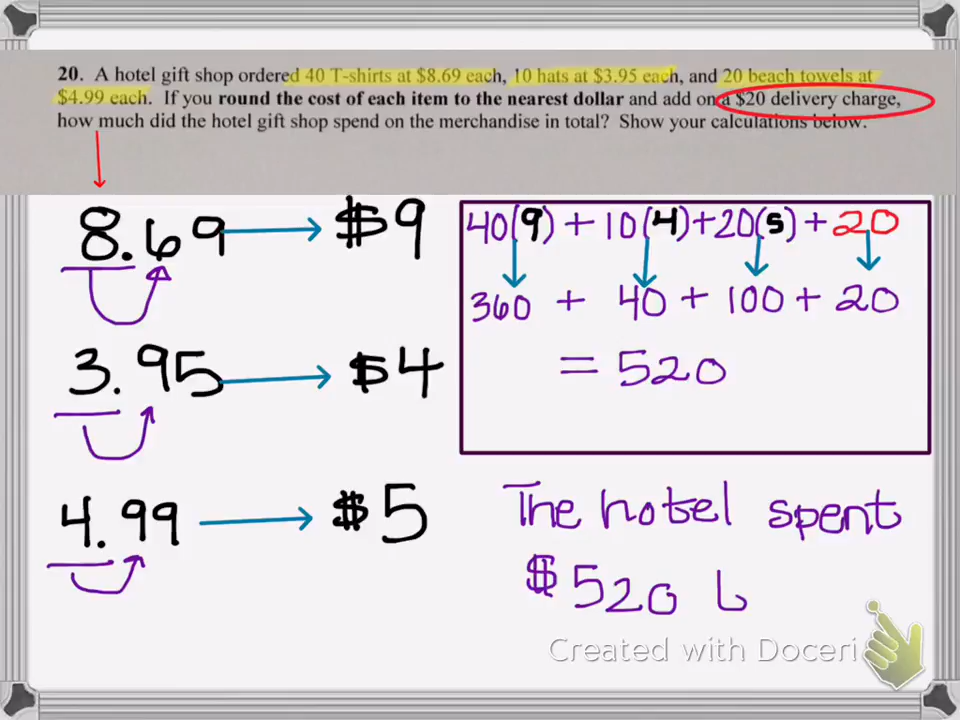 20. A hotel gift shop ordered 40 T-shirts at $8.69 each, 10 hats at $3.95 each, and 20 beach towels at
$4.99 each. If you round the cost of each item to the nearest dollar and add on a $20 delivery charge,
how much did the hotel gift shop spend on the merchandise in total? Show your calculations below.
8.69 → $9
3.95 → $4
4.99 → $5
40(9) + 10(4) + 20(5) + 20
360 + 40 + 100 + 20
= 520
The hotel spent
$520
Created with Doceri